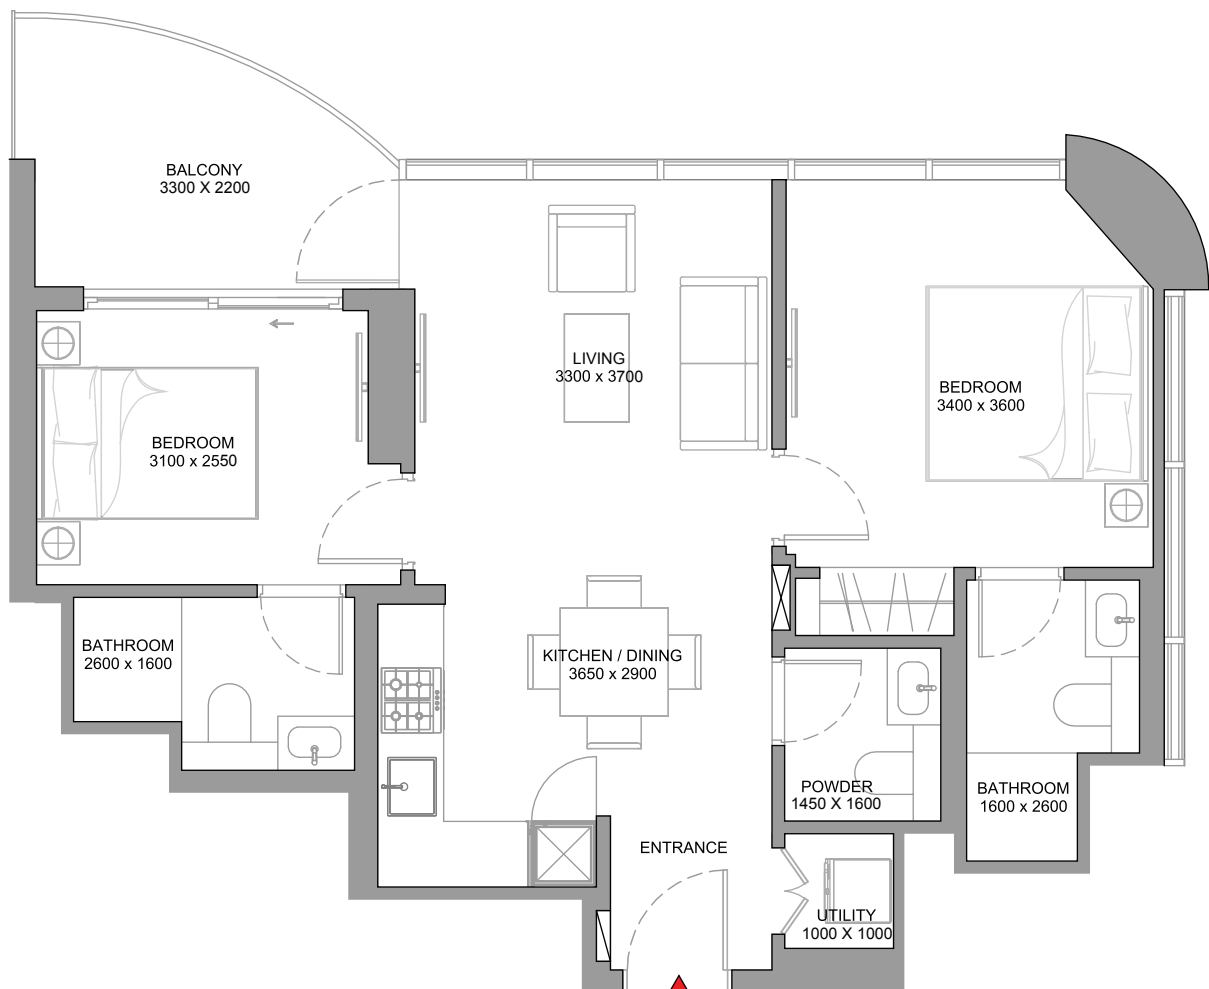 BALCONY
3300 X 2200
LIVING
3300 x 3700
BEDROOM
3400 x 3600
BEDROOM
3100 x 2550
BATHROOM
2600 x 1600
KITCHEN / DINING
3650 x 2900
POWDER
1450 X 1600
BATHROOM
1600 x 2600
ENTRANCE
UTILITY
1000 X 1000